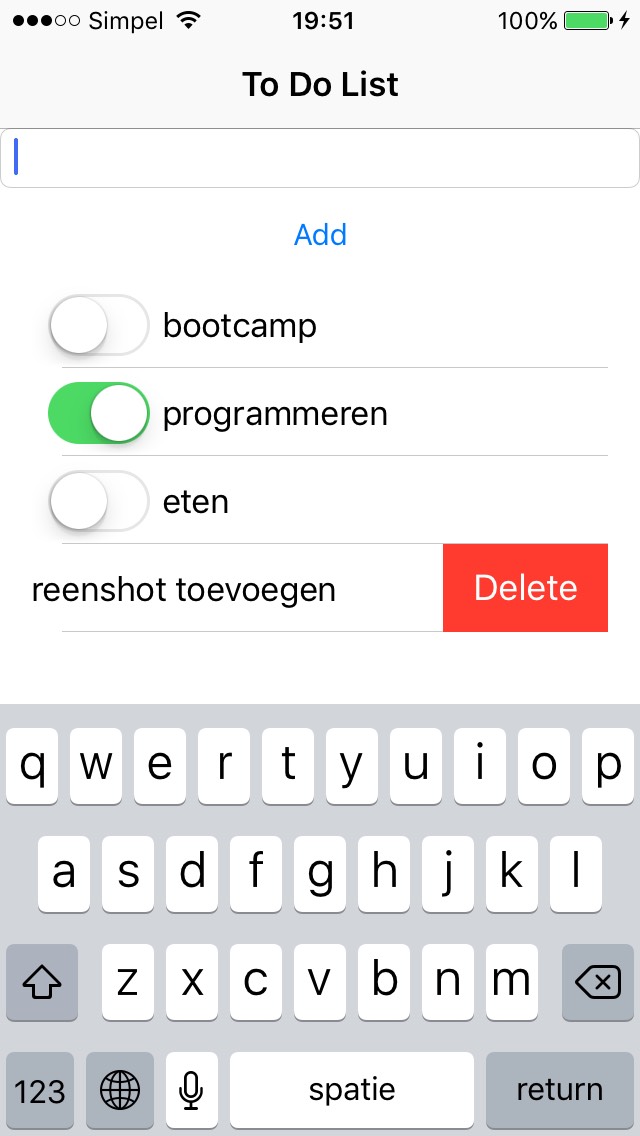 Simpel 19:51 100%
To Do List
Add
bootcamp
programmeren
eten
reenshot toevoegen Delete
q w e r t y u i o p
a s d f g h j k l
z x c v b n m
123 spatie return